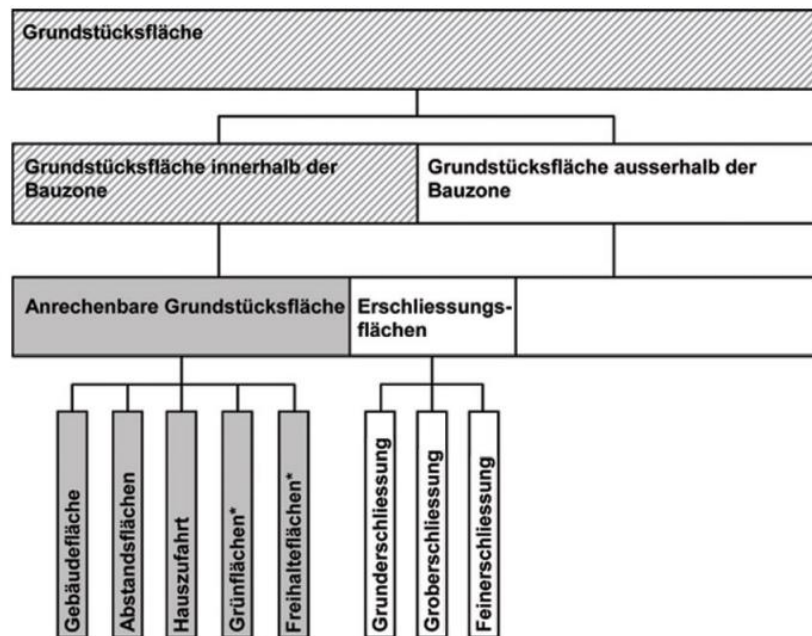 Grundstücksfläche
Grundstücksfläche innerhalb der
Bauzone
Grundstücksfläche ausserhalb der
Bauzone
Anrechenbare Grundstücksfläche
Erschliessungs-
flächen
Gebäudefläche
Abstandsflächen
Hauszufahrt
Grünflächen*
Freihalteflächen*
Grunderschliessung
Groberschliessung
Feinerschliessung